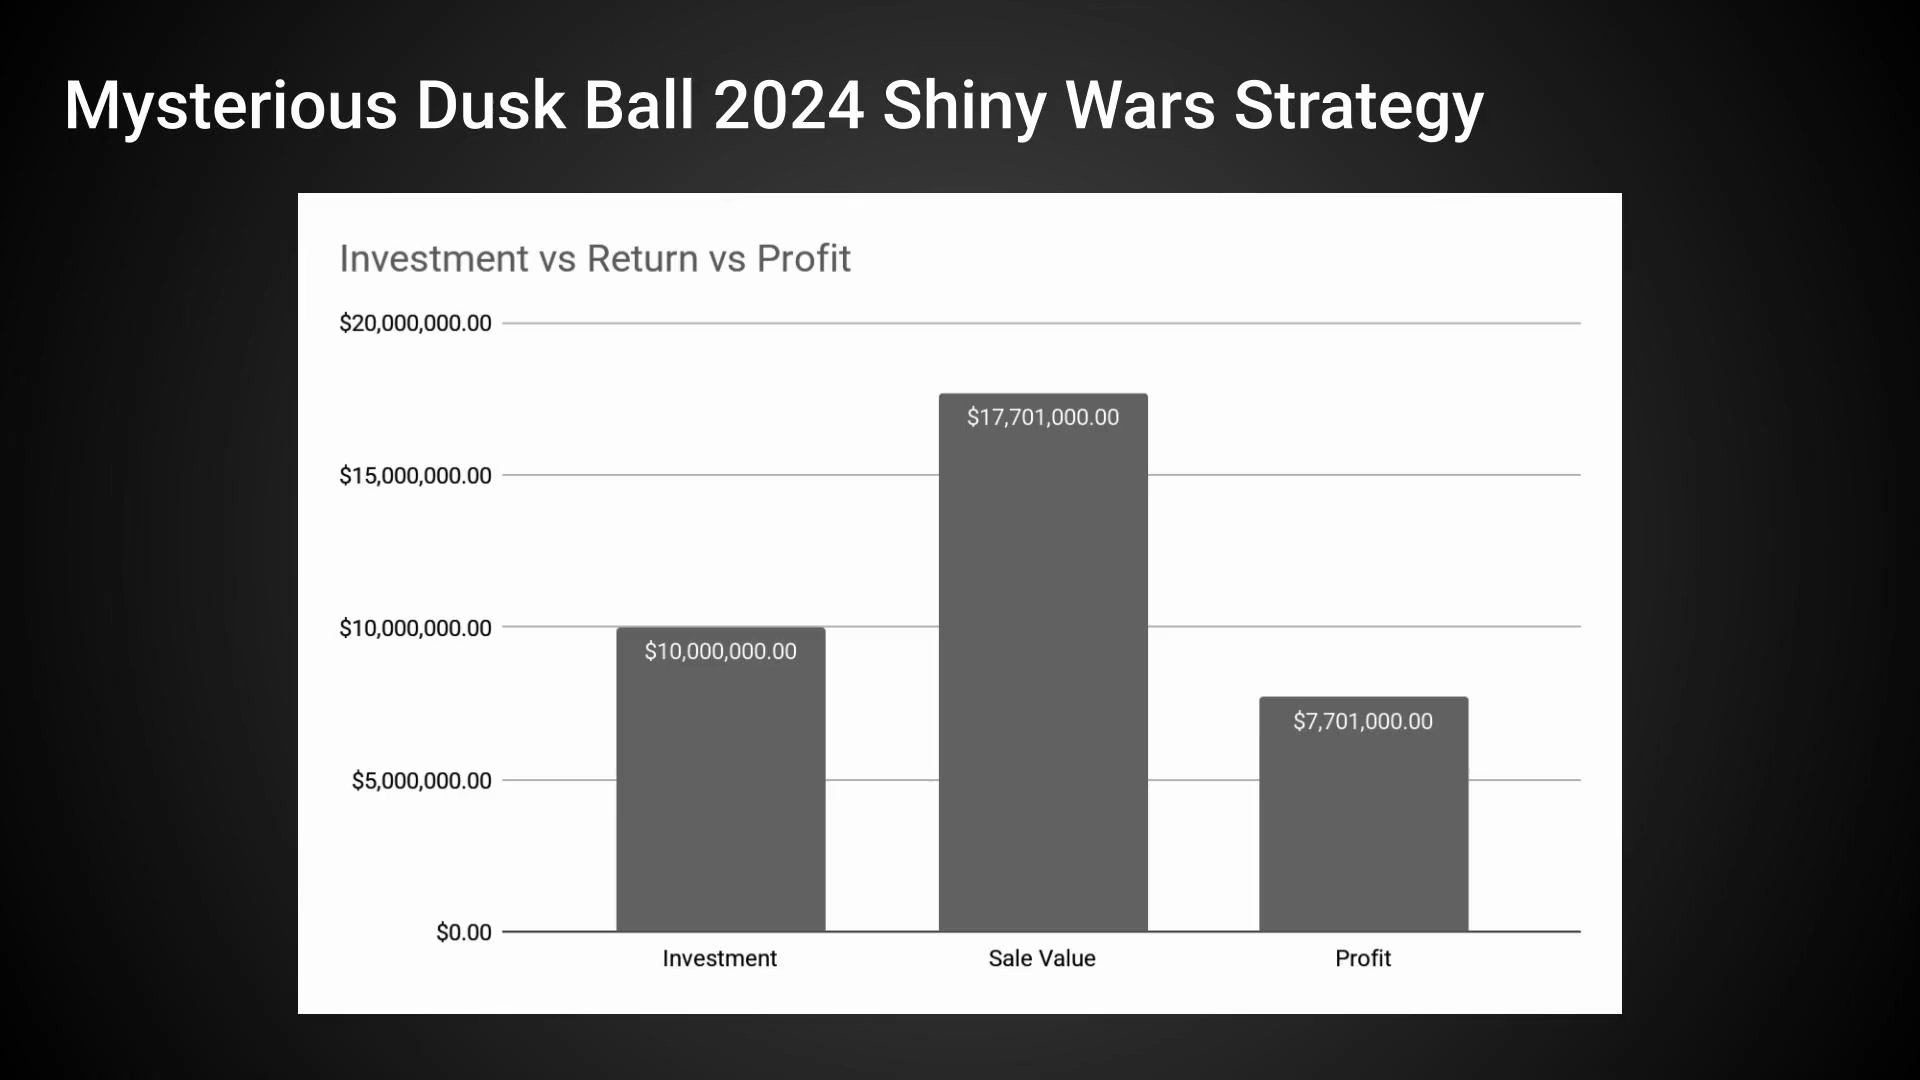 Mysterious Dusk Ball 2024 Shiny Wars Strategy
Investment vs Return vs Profit
$20,000,000.00
$17,701,000.00
$15,000,000.00
$10,000,000.00
$10,000,000.00
$7,701,000.00
$5,000,000.00
$0.00
Investment
Sale Value
Profit